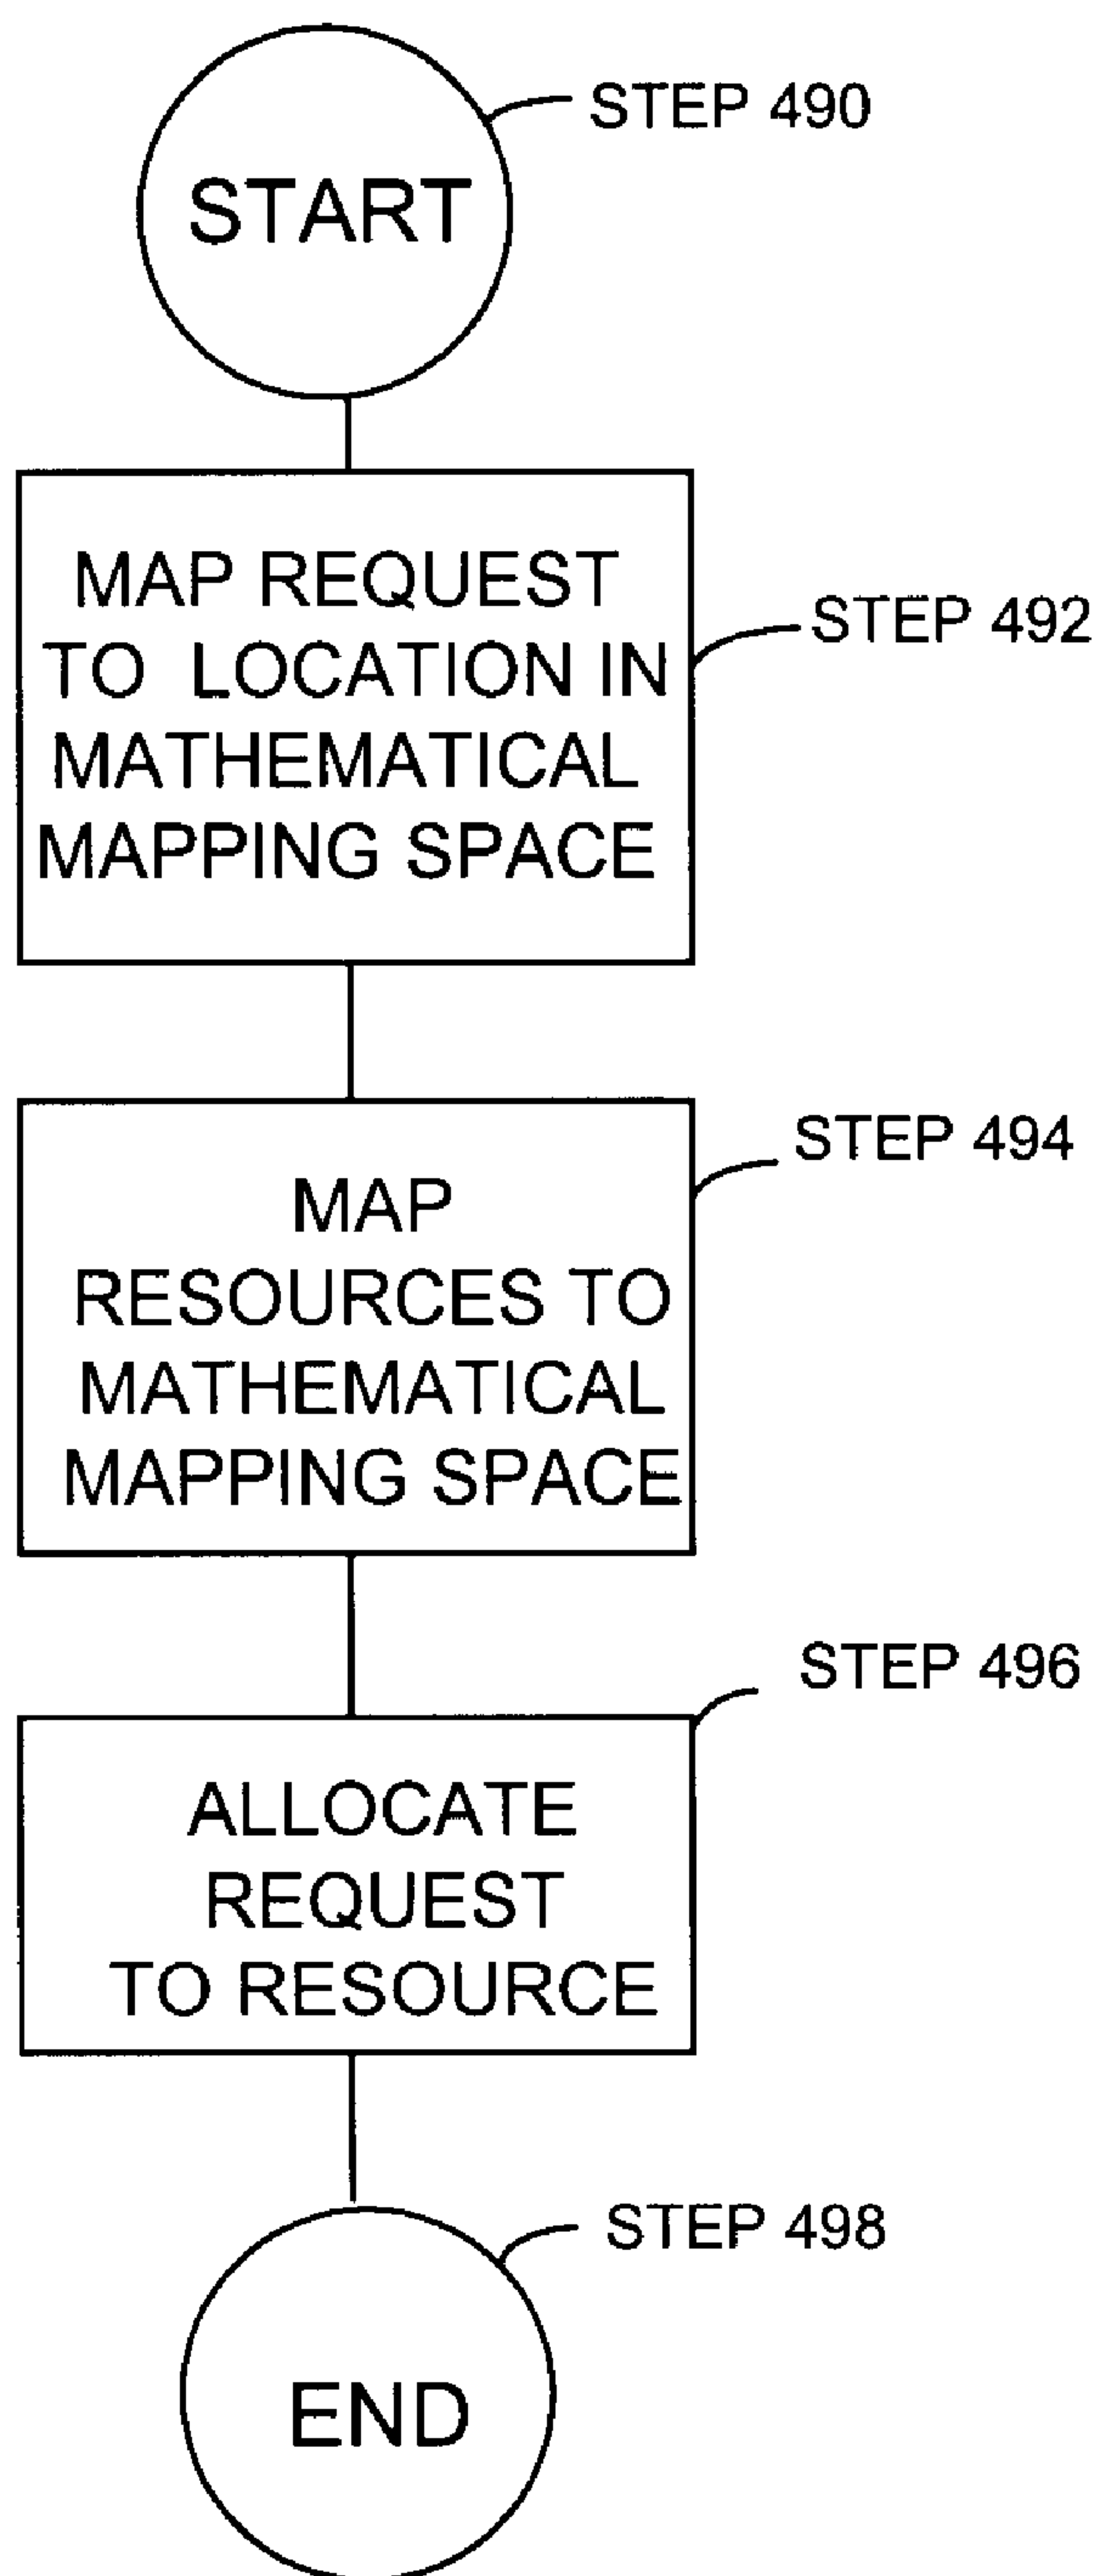 STEP 490
START
MAP REQUEST
TO LOCATION IN
MATHEMATICAL
MAPPING SPACE
STEP 492
STEP 494
MAP
RESOURCES TO
MATHEMATICAL
MAPPING SPACE
STEP 496
ALLOCATE
REQUEST
TO RESOURCE
STEP 498
END